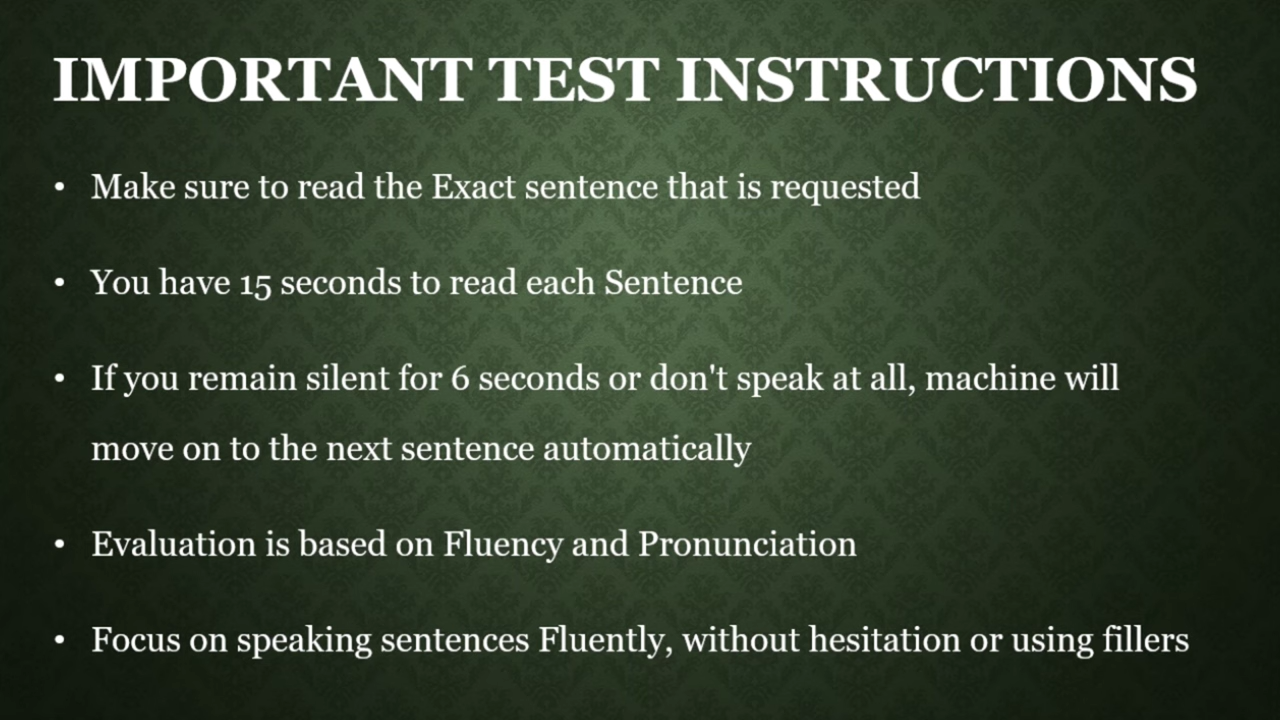 IMPORTANT TEST INSTRUCTIONS
• Make sure to read the Exact sentence that is requested
• You have 15 seconds to read each Sentence
• If you remain silent for 6 seconds or don't speak at all, machine will
move on to the next sentence automatically
• Evaluation is based on Fluency and Pronunciation
• Focus on speaking sentences Fluently, without hesitation or using fillers